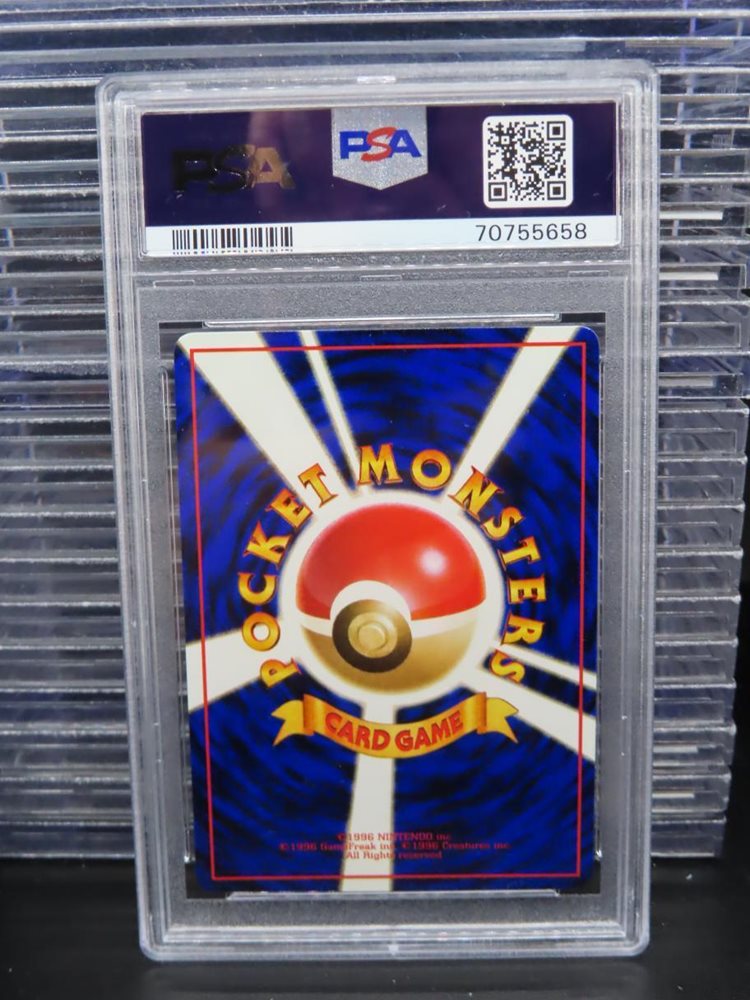 PSA
PSA
70755658
POCKET MONSTERS
CARD GAME
©1996 NINTENDO inc
©1996 GameFreak inc. ©1996 Creatures inc.
All Rights reserved